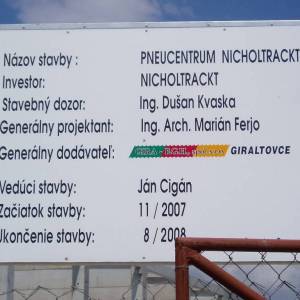 Názov stavby : PNEUCENTRUM NICHOLTRACKT
Investor: NICHOLTRACKT
Stavebný dozor: Ing. Dušan Kvaska
Generálny projektant: Ing. Arch. Marián Ferjo
Generálny dodávateľ: GIRALTOVCE
Vedúci stavby: Ján Cigán
Začiatok stavby: 11 / 2007
Ukončenie stavby: 8 / 2008